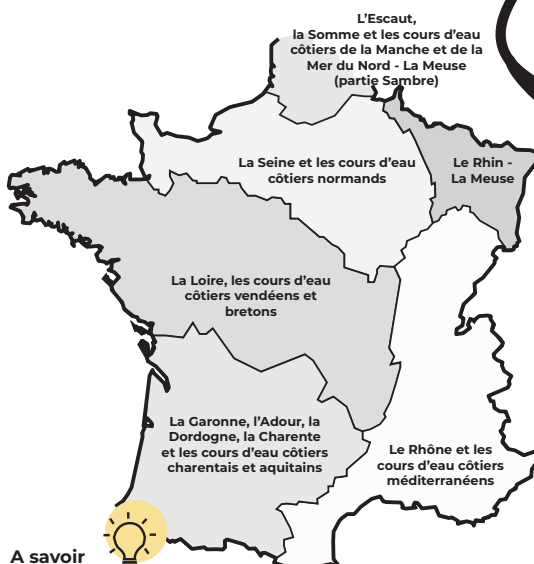 L’Escaut,
la Somme et les cours d’eau
côtiers de la Manche et de la
Mer du Nord - La Meuse
(partie Sambre)
La Seine et les cours d’eau
côtiers normands
Le Rhin -
La Meuse
La Loire, les cours d’eau
côtiers vendéens et
bretons
La Garonne, l’Adour, la
Dordogne, la Charente
et les cours d’eau côtiers
charentais et aquitains
Le Rhône et les
cours d’eau côtiers
méditerranéens
A savoir